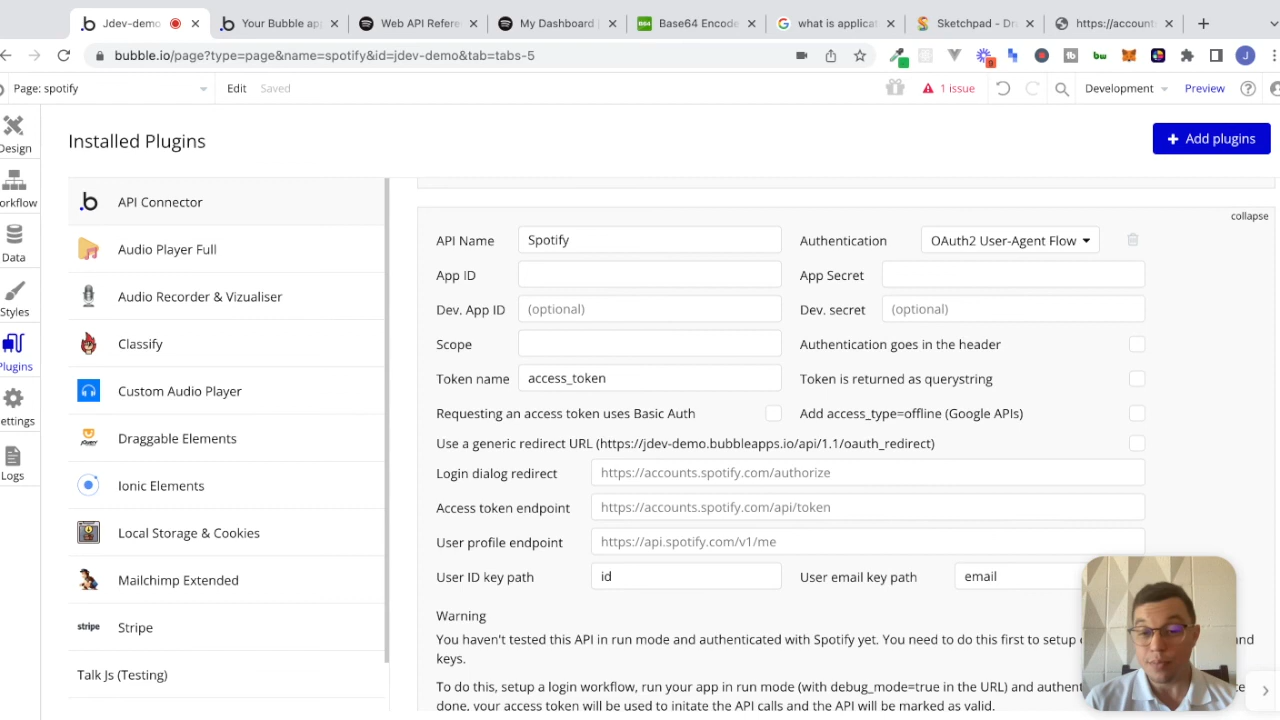 Jdev-demo
Your Bubble ap
Web API Refere
My Dashboard
Base64 Encode
what is applicat
Sketchpad - Dr
https://account
bubble.io/page?type=page&name=spotify&id=jdev-demo&tab=tabs-5
J
Page: spotify
Edit
Saved
1 issue
Development
Preview
Design
orkflow
Data
Styles
Plugins
ettings
Logs
Installed Plugins
Add plugins
API Connector
Audio Player Full
Audio Recorder & Vizualiser
Classify
Custom Audio Player
Draggable Elements
Ionic Elements
Local Storage & Cookies
Mailchimp Extended
stripe Stripe
Talk Js (Testing)
collapse
API Name Spotify Authentication OAuth2 User-Agent Flow
App ID App Secret
Dev. App ID (optional) Dev. secret (optional)
Scope Authentication goes in the header
Token name access_token Token is returned as querystring
Requesting an access token uses Basic Auth Add access_type=offline (Google APIs)
Use a generic redirect URL (https://jdev-demo.bubbleapps.io/api/1.1/oauth_redirect)
Login dialog redirect https://accounts.spotify.com/authorize
Access token endpoint https://accounts.spotify.com/api/token
User profile endpoint https://api.spotify.com/v1/me
User ID key path id User email key path email
Warning
You haven't tested this API in run mode and authenticated with Spotify yet. You need to do this first to setup nd
keys.
To do this, setup a login workflow, run your app in run mode (with debug_mode=true in the URL) and authent
done, your access token will be used to initiate the API calls and the API will be marked as valid.